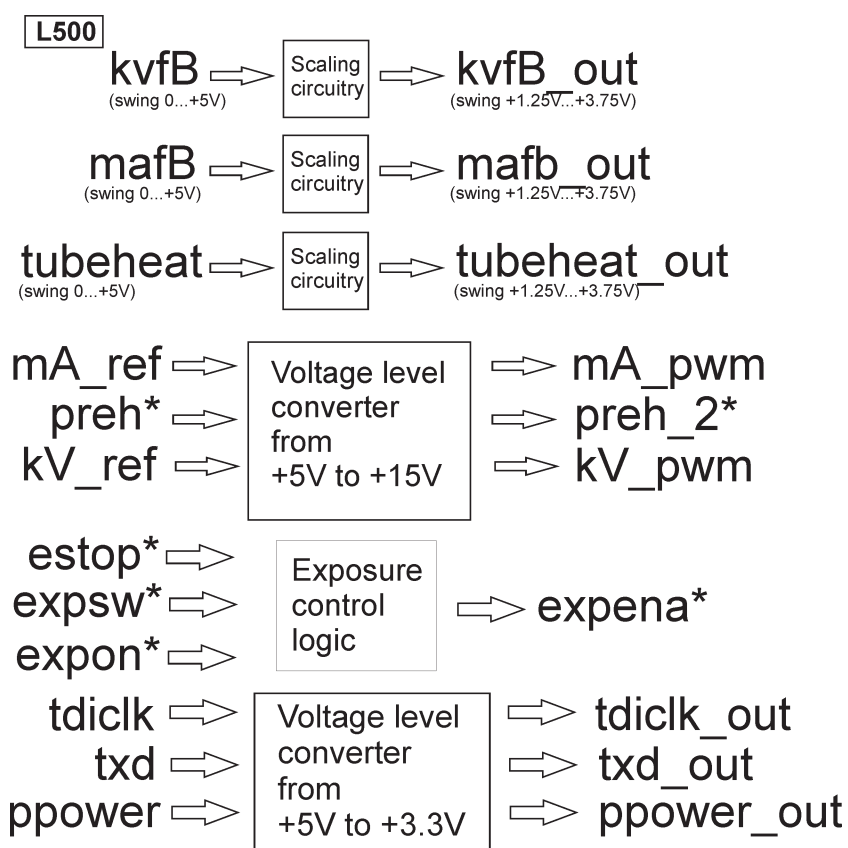 L500
kvfB
(swing 0...+5V)
Scaling
circuitry
kvfB_out
(swing +1.25V...+3.75V)
mafB
(swing 0...+5V)
Scaling
circuitry
mafb_out
(swing +1.25V...+3.75V)
tubeheat
(swing 0...+5V)
Scaling
circuitry
tubeheat_out
(swing +1.25V...+3.75V)
mA_ref
preh*
kV_ref
Voltage level
converter
from
+5V to +15V
mA_pwm
preh_2*
kV_pwm
estop*
expsw*
expon*
Exposure
control
logic
expena*
tdiclk
txd
ppower
Voltage level
converter
from
+5V to +3.3V
tdiclk_out
txd_out
ppower_out